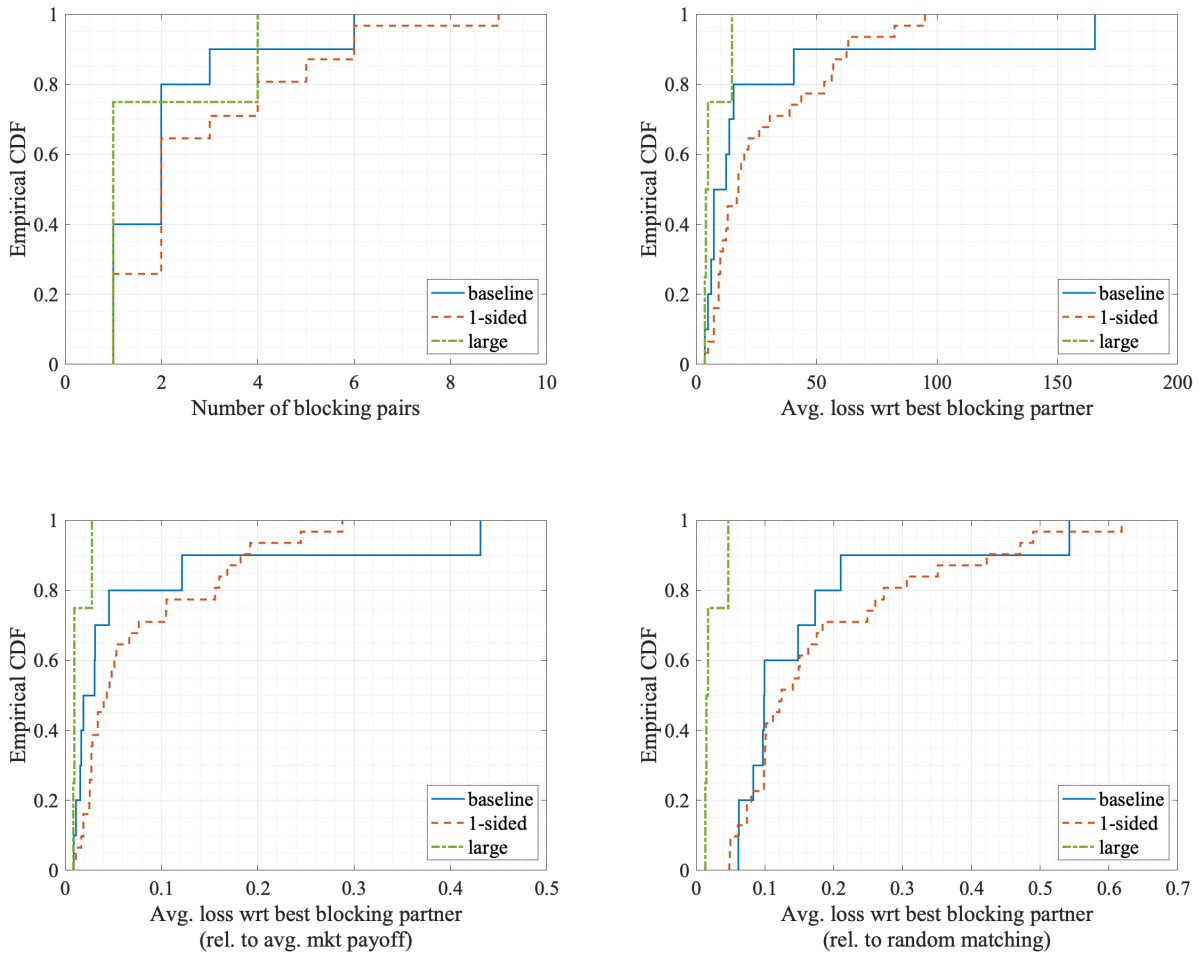 1
0.8
0.6
0.4
0.2
0
Empirical CDF
0 2 4 6 8 10
Number of blocking pairs
baseline
1-sided
large
1
0.8
0.6
0.4
0.2
0
Empirical CDF
0 50 100 150 200
Avg. loss wrt best blocking partner
baseline
1-sided
large
1
0.8
0.6
0.4
0.2
0
Empirical CDF
0 0.1 0.2 0.3 0.4 0.5
Avg. loss wrt best blocking partner
(rel. to avg. mkt payoff)
baseline
1-sided
large
1
0.8
0.6
0.4
0.2
0
Empirical CDF
0 0.1 0.2 0.3 0.4 0.5 0.6 0.7
Avg. loss wrt best blocking partner
(rel. to random matching)
baseline
1-sided
large